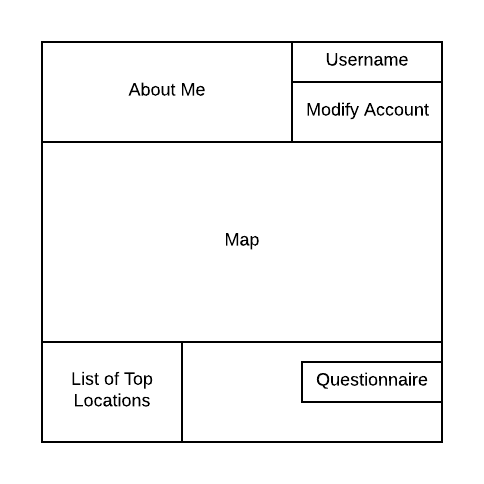 Username
About Me
Modify Account
Map
List of Top
Locations
Questionnaire